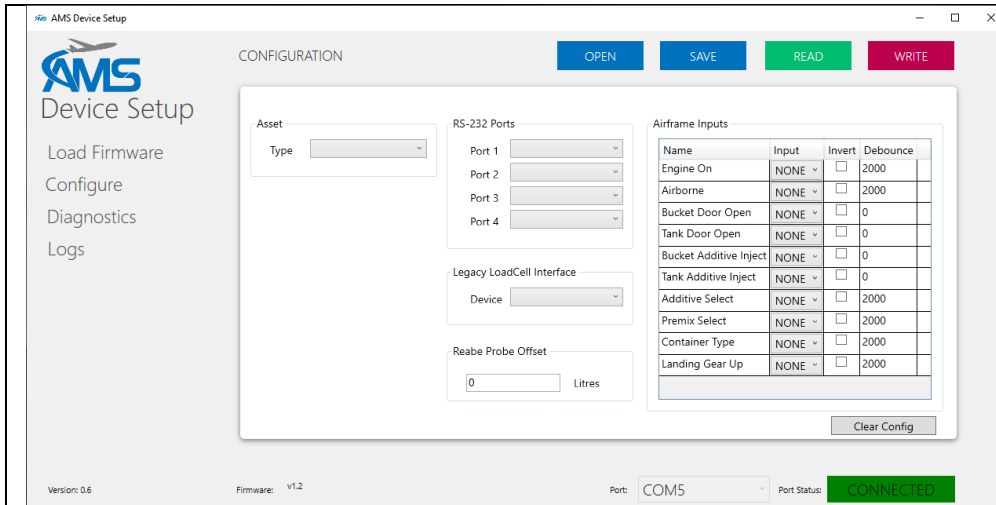 AMS AMS Device Setup
AMS
Device Setup
Load Firmware
Configure
Diagnostics
Logs
CONFIGURATION
OPEN SAVE READ WRITE
Asset
Type
RS-232 Ports
Port 1
Port 2
Port 3
Port 4
Legacy LoadCell Interface
Device
Reabe Probe Offset
0 Litres
Airframe Inputs
Name Input Invert Debounce
Engine On NONE 2000
Airborne NONE 2000
Bucket Door Open NONE 0
Tank Door Open NONE 0
Bucket Additive Inject NONE 0
Tank Additive Inject NONE 0
Additive Select NONE 2000
Premix Select NONE 2000
Container Type NONE 2000
Landing Gear Up NONE 2000
Clear Config
Version: 0.6 Firmware: v1.2 Port: COM5 Port Status: CONNECTED